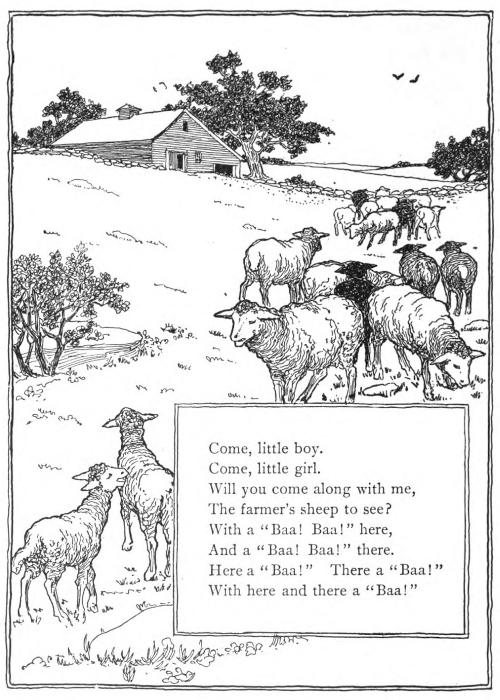 Come, little boy.
Come, little girl.
Will you come along with me,
The farmer's sheep to see?
With a "Baa! Baa!" here,
And a "Baa! Baa!" there.
Here a "Baa!" There a "Baa!"
With here and there a "Baa!"